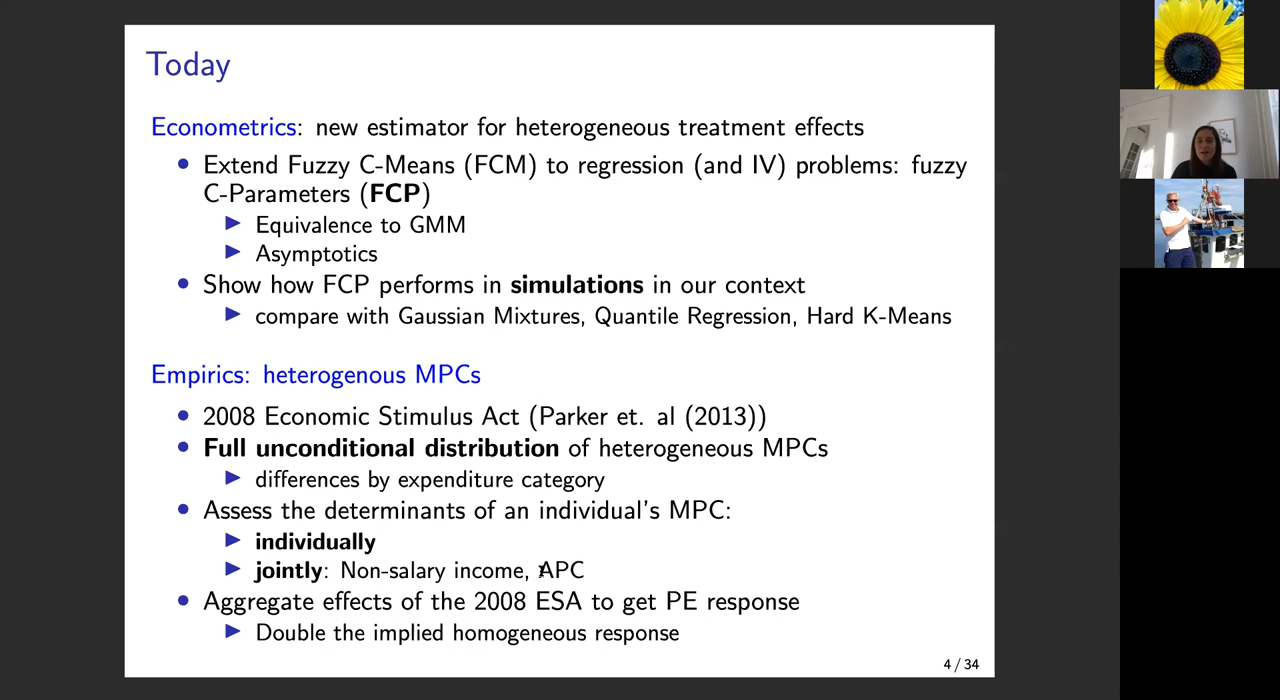 Today
Econometrics: new estimator for heterogeneous treatment effects
• Extend Fuzzy C-Means (FCM) to regression (and IV) problems: fuzzy
C-Parameters (FCP)
▶ Equivalence to GMM
▶ Asymptotics
• Show how FCP performs in simulations in our context
▶ compare with Gaussian Mixtures, Quantile Regression, Hard K-Means
Empirics: heterogenous MPCs
• 2008 Economic Stimulus Act (Parker et. al (2013))
• Full unconditional distribution of heterogeneous MPCs
▶ differences by expenditure category
• Assess the determinants of an individual's MPC:
▶ individually
▶ jointly: Non-salary income, APC
• Aggregate effects of the 2008 ESA to get PE response
▶ Double the implied homogeneous response
4 / 34